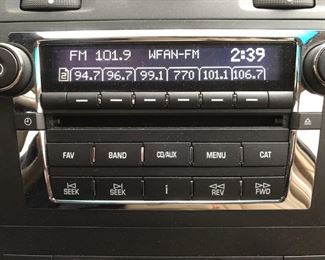 FM 101.9 WFAN-FM 2:39
2 94.7 96.7 99.1 770 101.1 106.7
FAV BAND CD/AUX MENU CAT
SEEK SEEK i REV FWD